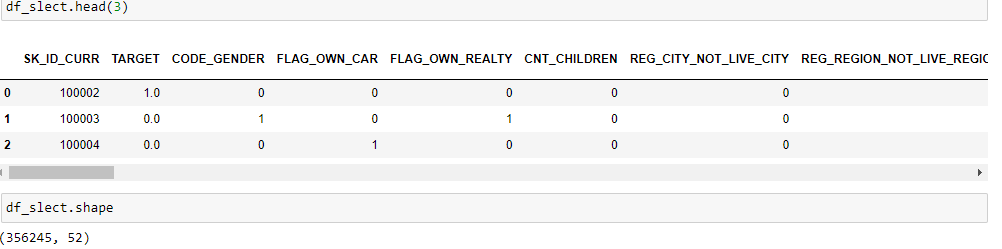 df_slect.head(3)
SK_ID_CURR TARGET CODE_GENDER FLAG_OWN_CAR FLAG_OWN_REALTY CNT_CHILDREN REG_CITY_NOT_LIVE_CITY REG_REGION_NOT_LIVE_REGIO
0 100002 1.0 0 0 0 0 0
1 100003 0.0 1 0 1 0 0
2 100004 0.0 0 1 0 0 0
df_slect.shape
(356245, 52)